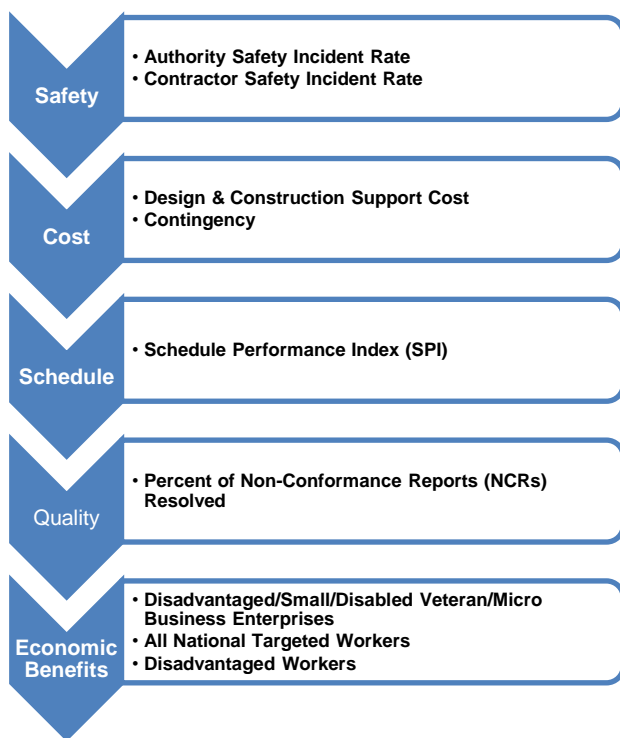 Safety
• Authority Safety Incident Rate
• Contractor Safety Incident Rate
Cost
• Design & Construction Support Cost
• Contingency
Schedule
• Schedule Performance Index (SPI)
Quality
• Percent of Non-Conformance Reports (NCRs)
Resolved
Economic
Benefits
• Disadvantaged/Small/Disabled Veteran/Micro
Business Enterprises
• All National Targeted Workers
• Disadvantaged Workers